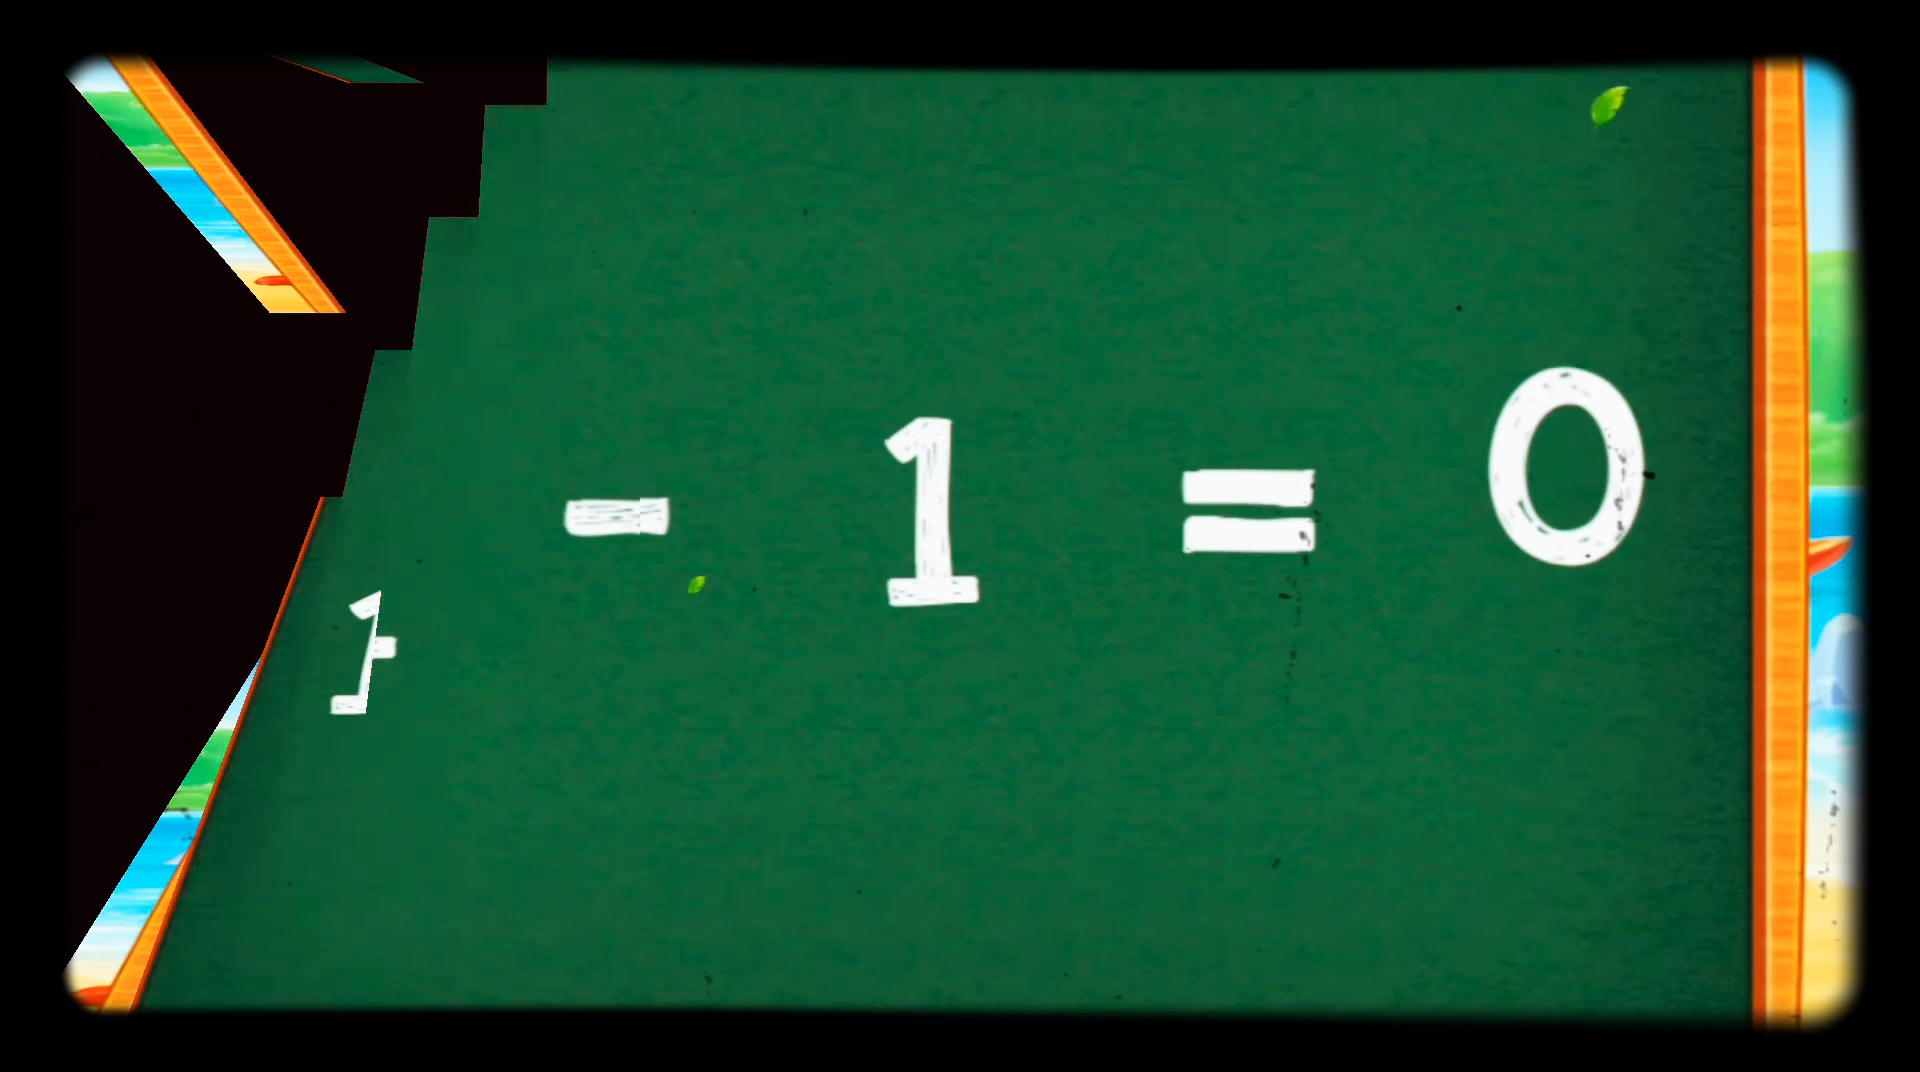 1 - 1 = 0